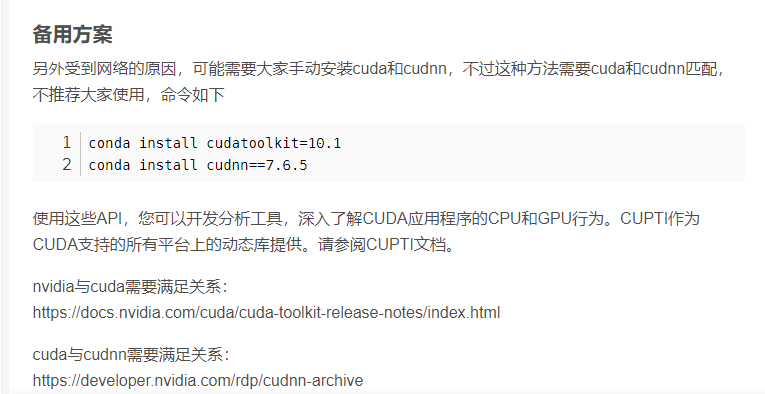 备用方案
另外受到网络的原因，可能需要大家手动安装cuda和cudnn，不过这种方法需要cuda和cudnn匹配，
不推荐大家使用，命令如下
1 conda install cudatoolkit=10.1
2 conda install cudnn==7.6.5
使用这些API，您可以开发分析工具，深入了解CUDA应用程序的CPU和GPU行为。CUPTI作为
CUDA支持的所有平台上的动态库提供。请参阅CUPTI文档。
nvidia与cuda需要满足关系：
https://docs.nvidia.com/cuda/cuda-toolkit-release-notes/index.html
cuda与cudnn需要满足关系：
https://developer.nvidia.com/rdp/cudnn-archive